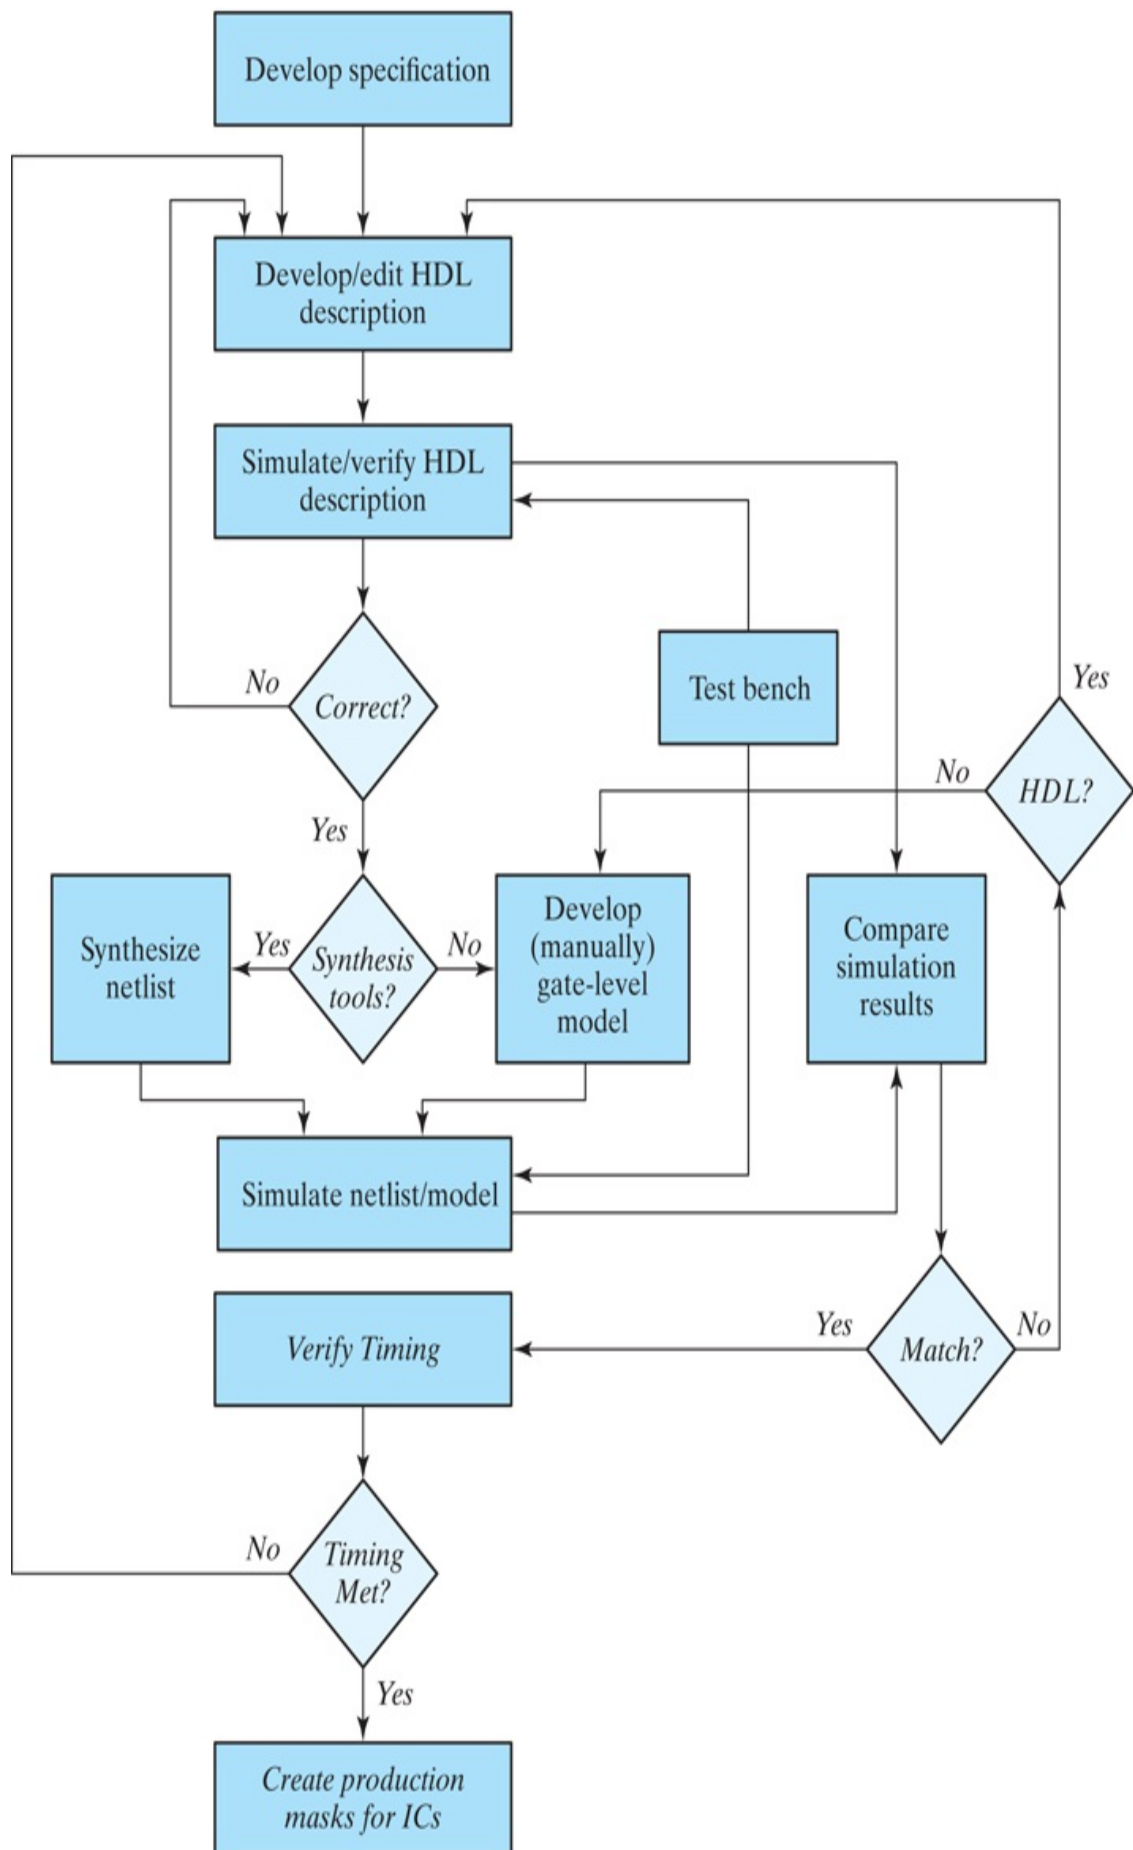 Develop specification
Develop/edit HDL
description
Simulate/verify HDL
description
No
Correct?
Test bench
Yes
No
HDL?
Yes
Synthesize
netlist
Yes
Synthesis
tools?
No
Develop
(manually)
gate-level
model
Compare
simulation
results
Simulate netlist/model
Verify Timing
Yes
Match?
No
No
Timing
Met?
Yes
Create production
masks for ICs